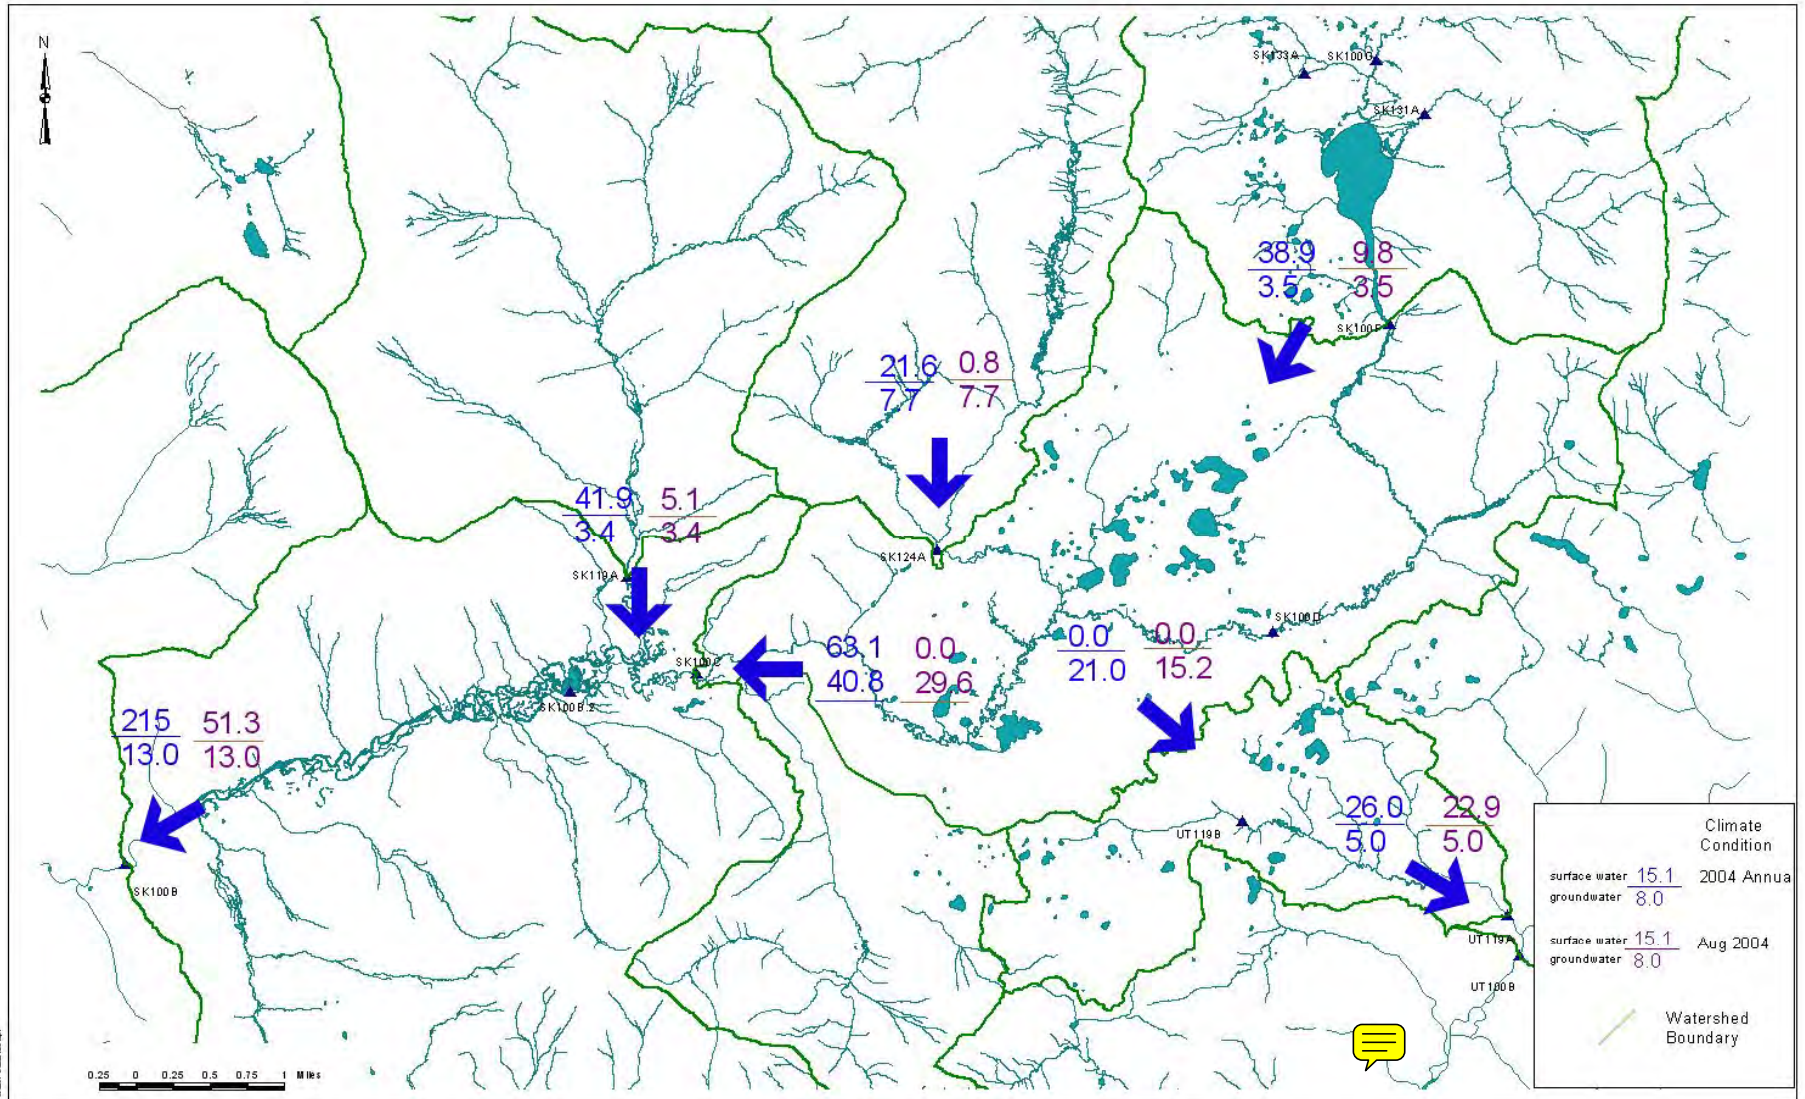 N
SK133A
SK100G
SK131A
38.9
3.5
9.8
3.5
SK100F
21.6
7.7
0.8
7.7
41.9
3.4
5.1
3.4
SK124A
SK119A
SK100D
63.1
40.8
0.0
29.6
0.0
21.0
0.0
15.2
SK100C
SK100B.2
215
13.0
51.3
13.0
26.0
5.0
22.9
5.0
UT119B
SK100B
UT119A
UT100B
Climate
Condition
surface water 15.1 2004 Annua
groundwater 8.0
surface water 15.1 Aug 2004
groundwater 8.0
Watershed
Boundary
0.25 0 0.25 0.5 0.75 1 Miles